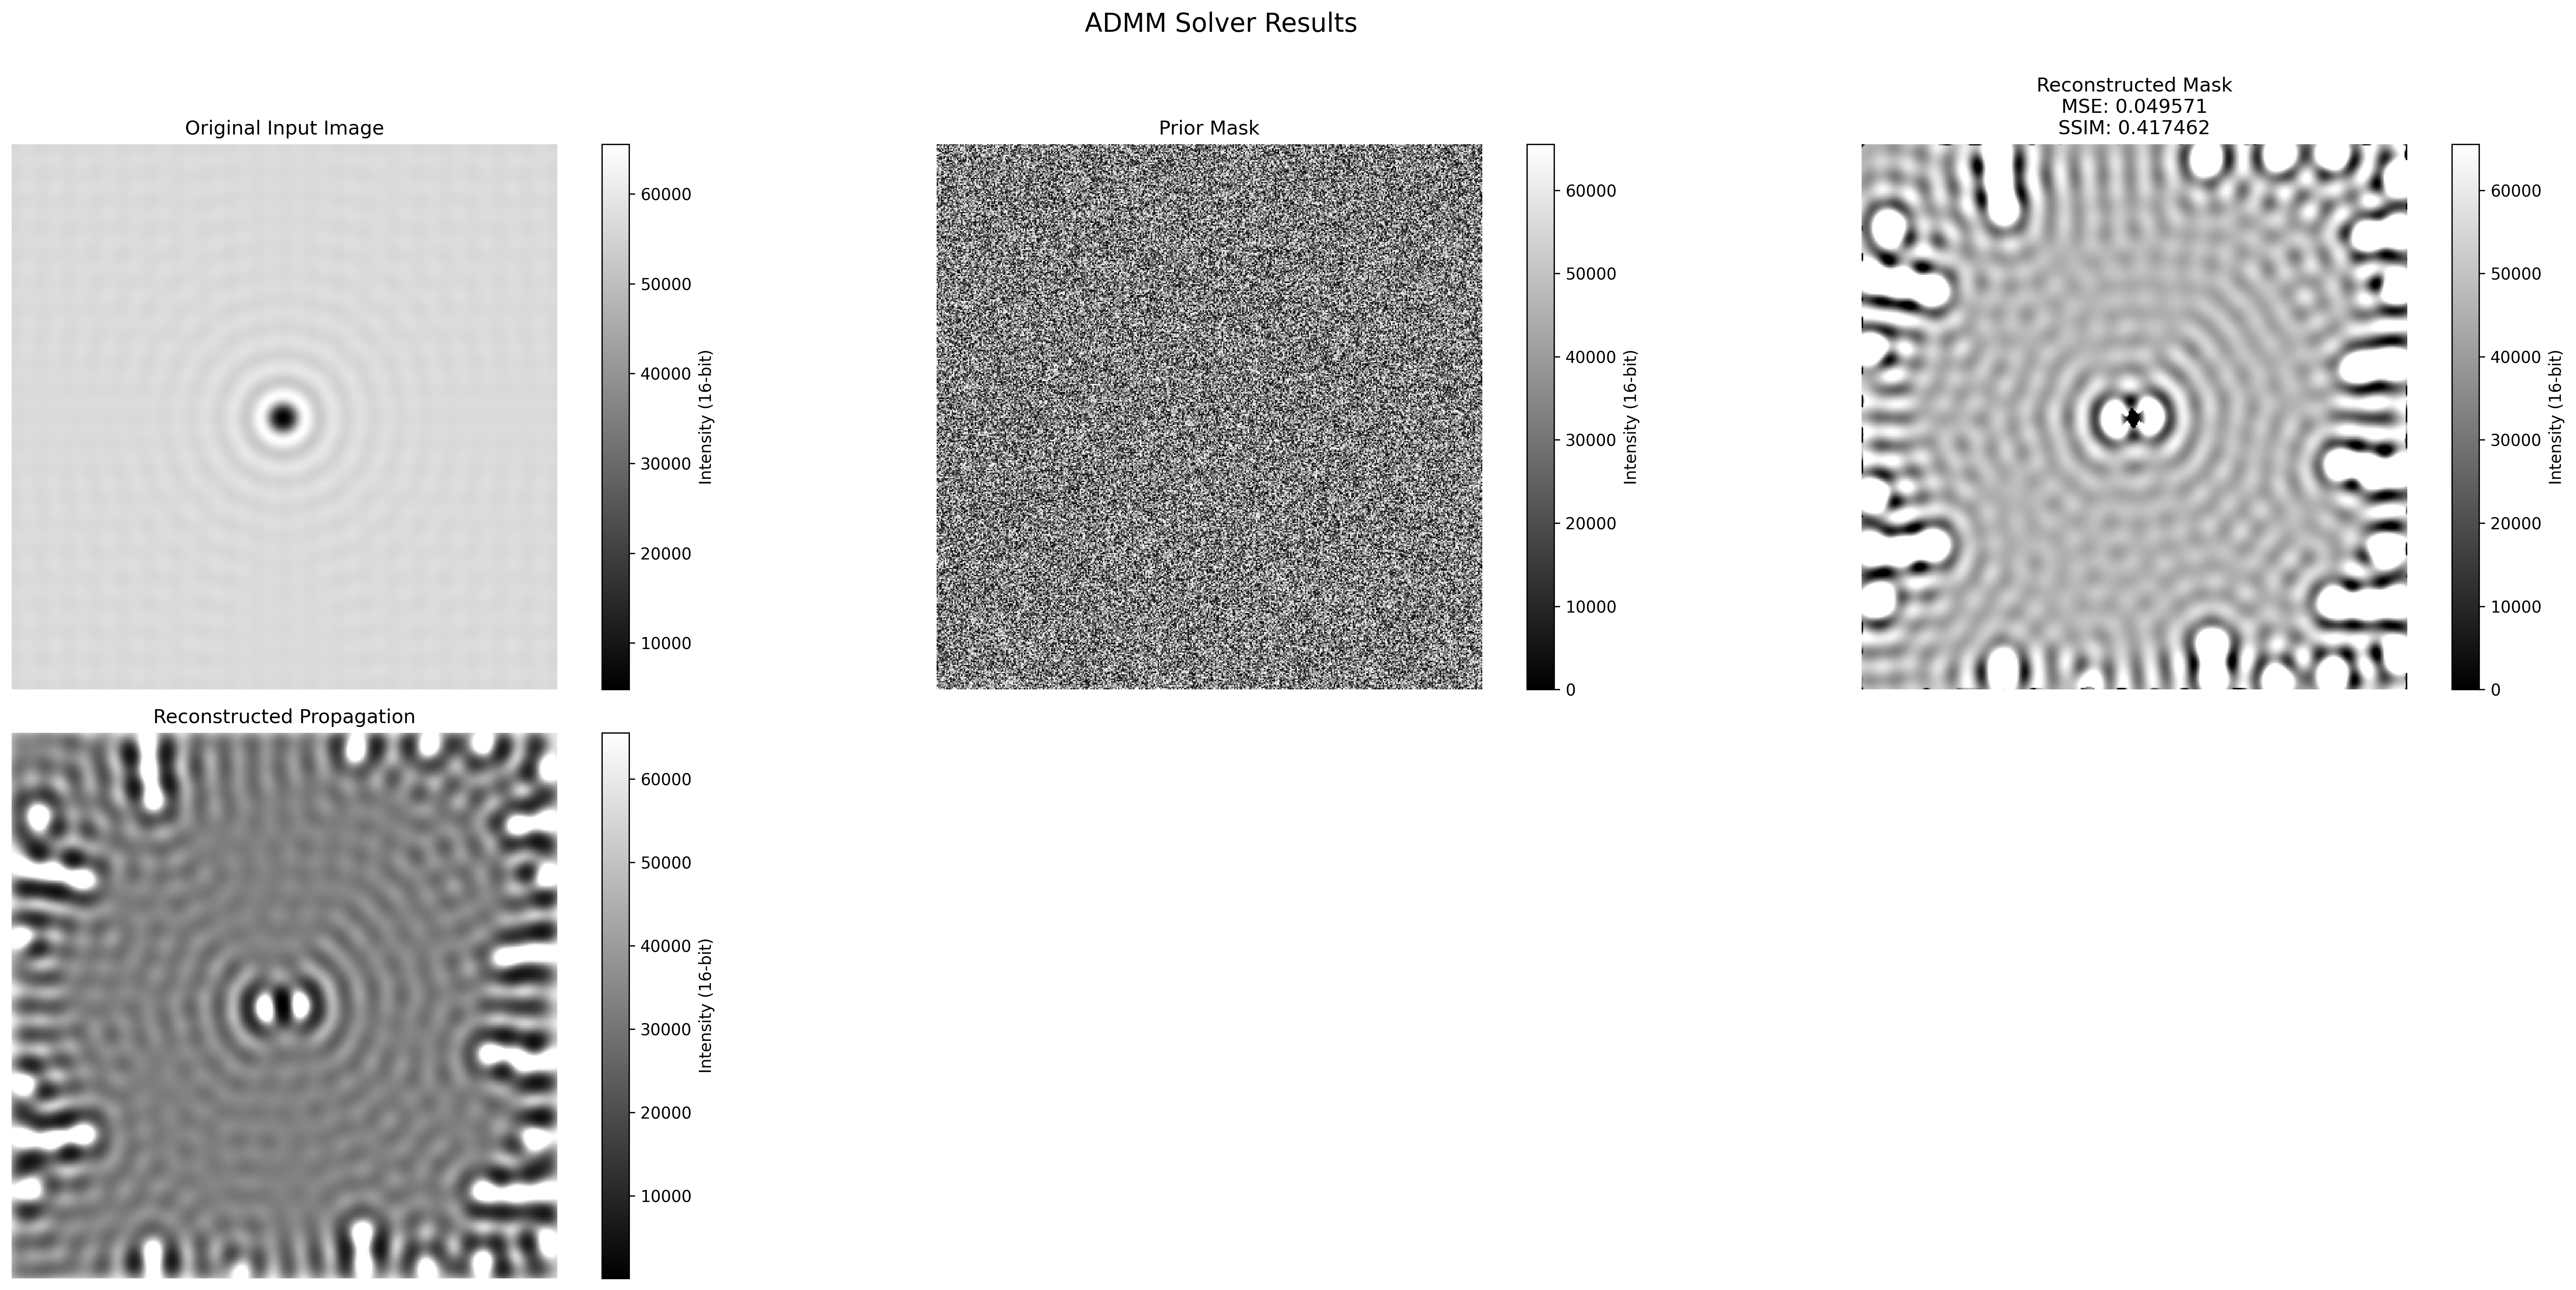 ADMM Solver Results
Original Input Image
60000
50000
40000
30000
20000
10000
Intensity (16-bit)
Prior Mask
60000
50000
40000
30000
20000
10000
0
Intensity (16-bit)
Reconstructed Mask
MSE: 0.049571
SSIM: 0.417462
60000
50000
40000
30000
20000
10000
0
Intensity (16-bit)
Reconstructed Propagation
60000
50000
40000
30000
20000
10000
Intensity (16-bit)